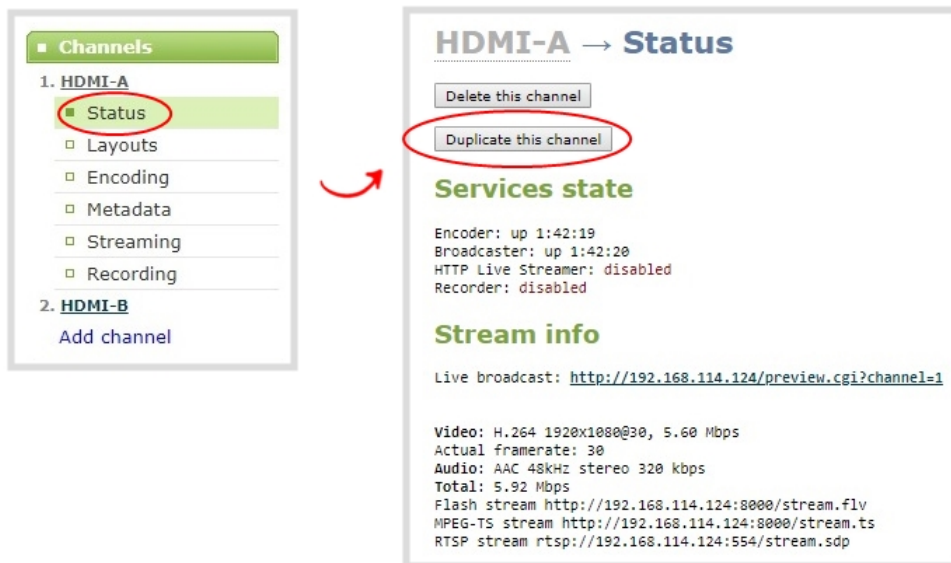 Channels
1. HDMI-A
Status
Layouts
Encoding
Metadata
Streaming
Recording
2. HDMI-B
Add channel
HDMI-A → Status
Delete this channel
Duplicate this channel
Services state
Encoder: up 1:42:19
Broadcaster: up 1:42:20
HTTP Live Streamer: disabled
Recorder: disabled
Stream info
Live broadcast: http://192.168.114.124/preview.cgi?channel=1
Video: H.264 1920x1080@30, 5.60 Mbps
Actual framerate: 30
Audio: AAC 48kHz stereo 320 kbps
Total: 5.92 Mbps
Flash stream http://192.168.114.124:8000/stream.flv
MPEG-TS stream http://192.168.114.124:8000/stream.ts
RTSP stream rtsp://192.168.114.124:554/stream.sdp